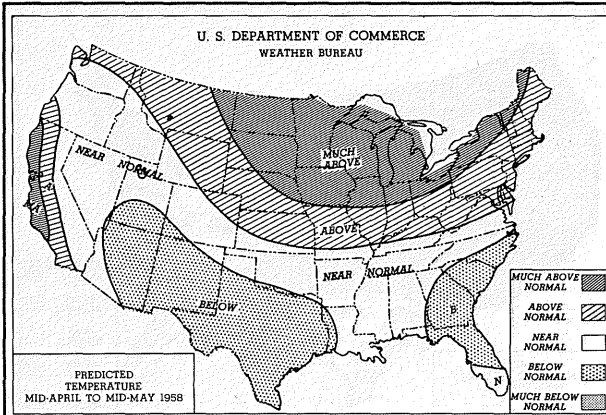 U. S. DEPARTMENT OF COMMERCE
WEATHER BUREAU
MUCH
ABOVE
NEAR NORMAL
A
MA
ABOVE
NEAR NORMAL
BELOW
B
N
MUCH ABOVE
NORMAL
ABOVE
NORMAL
NEAR
NORMAL
BELOW
NORMAL
MUCH BELOW
NORMAL
PREDICTED
TEMPERATURE
MID-APRIL TO MID-MAY 1958